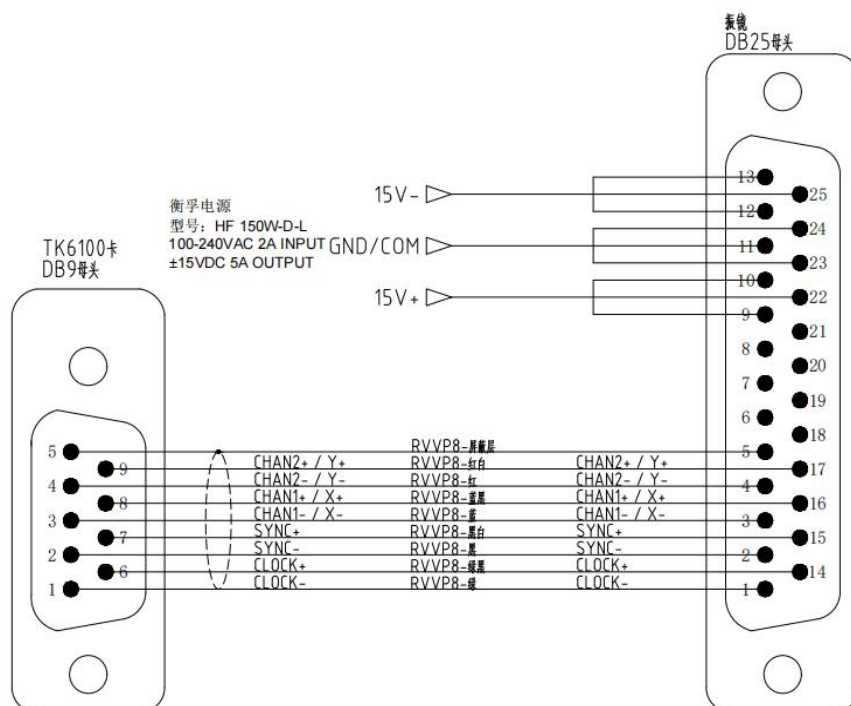 振镜
DB25母头
13
15V-
25
12
衡孚电源
型号：HF 150W-D-L
100-240VAC 2A INPUT
±15VDC 5A OUTPUT
24
GND/COM
11
23
TK6100卡
DB9母头
10
15V+
22
9
21
8
20
7
19
6
18
5 RVVP8-屏蔽层 5
9 CHAN2+ / Y+ RVVP8-红白 CHAN2+ / Y+ 17
4 CHAN2- / Y- RVVP8-红 CHAN2- / Y- 4
8 CHAN1+ / X+ RVVP8-蓝黑 CHAN1+ / X+ 16
3 CHAN1- / X- RVVP8-蓝 CHAN1- / X- 3
7 SYNC+ RVVP8-黑白 SYNC+ 15
2 SYNC- RVVP8-黑 SYNC- 2
6 CLOCK+ RVVP8-绿黑 CLOCK+ 14
1 CLOCK- RVVP8-绿 CLOCK- 1